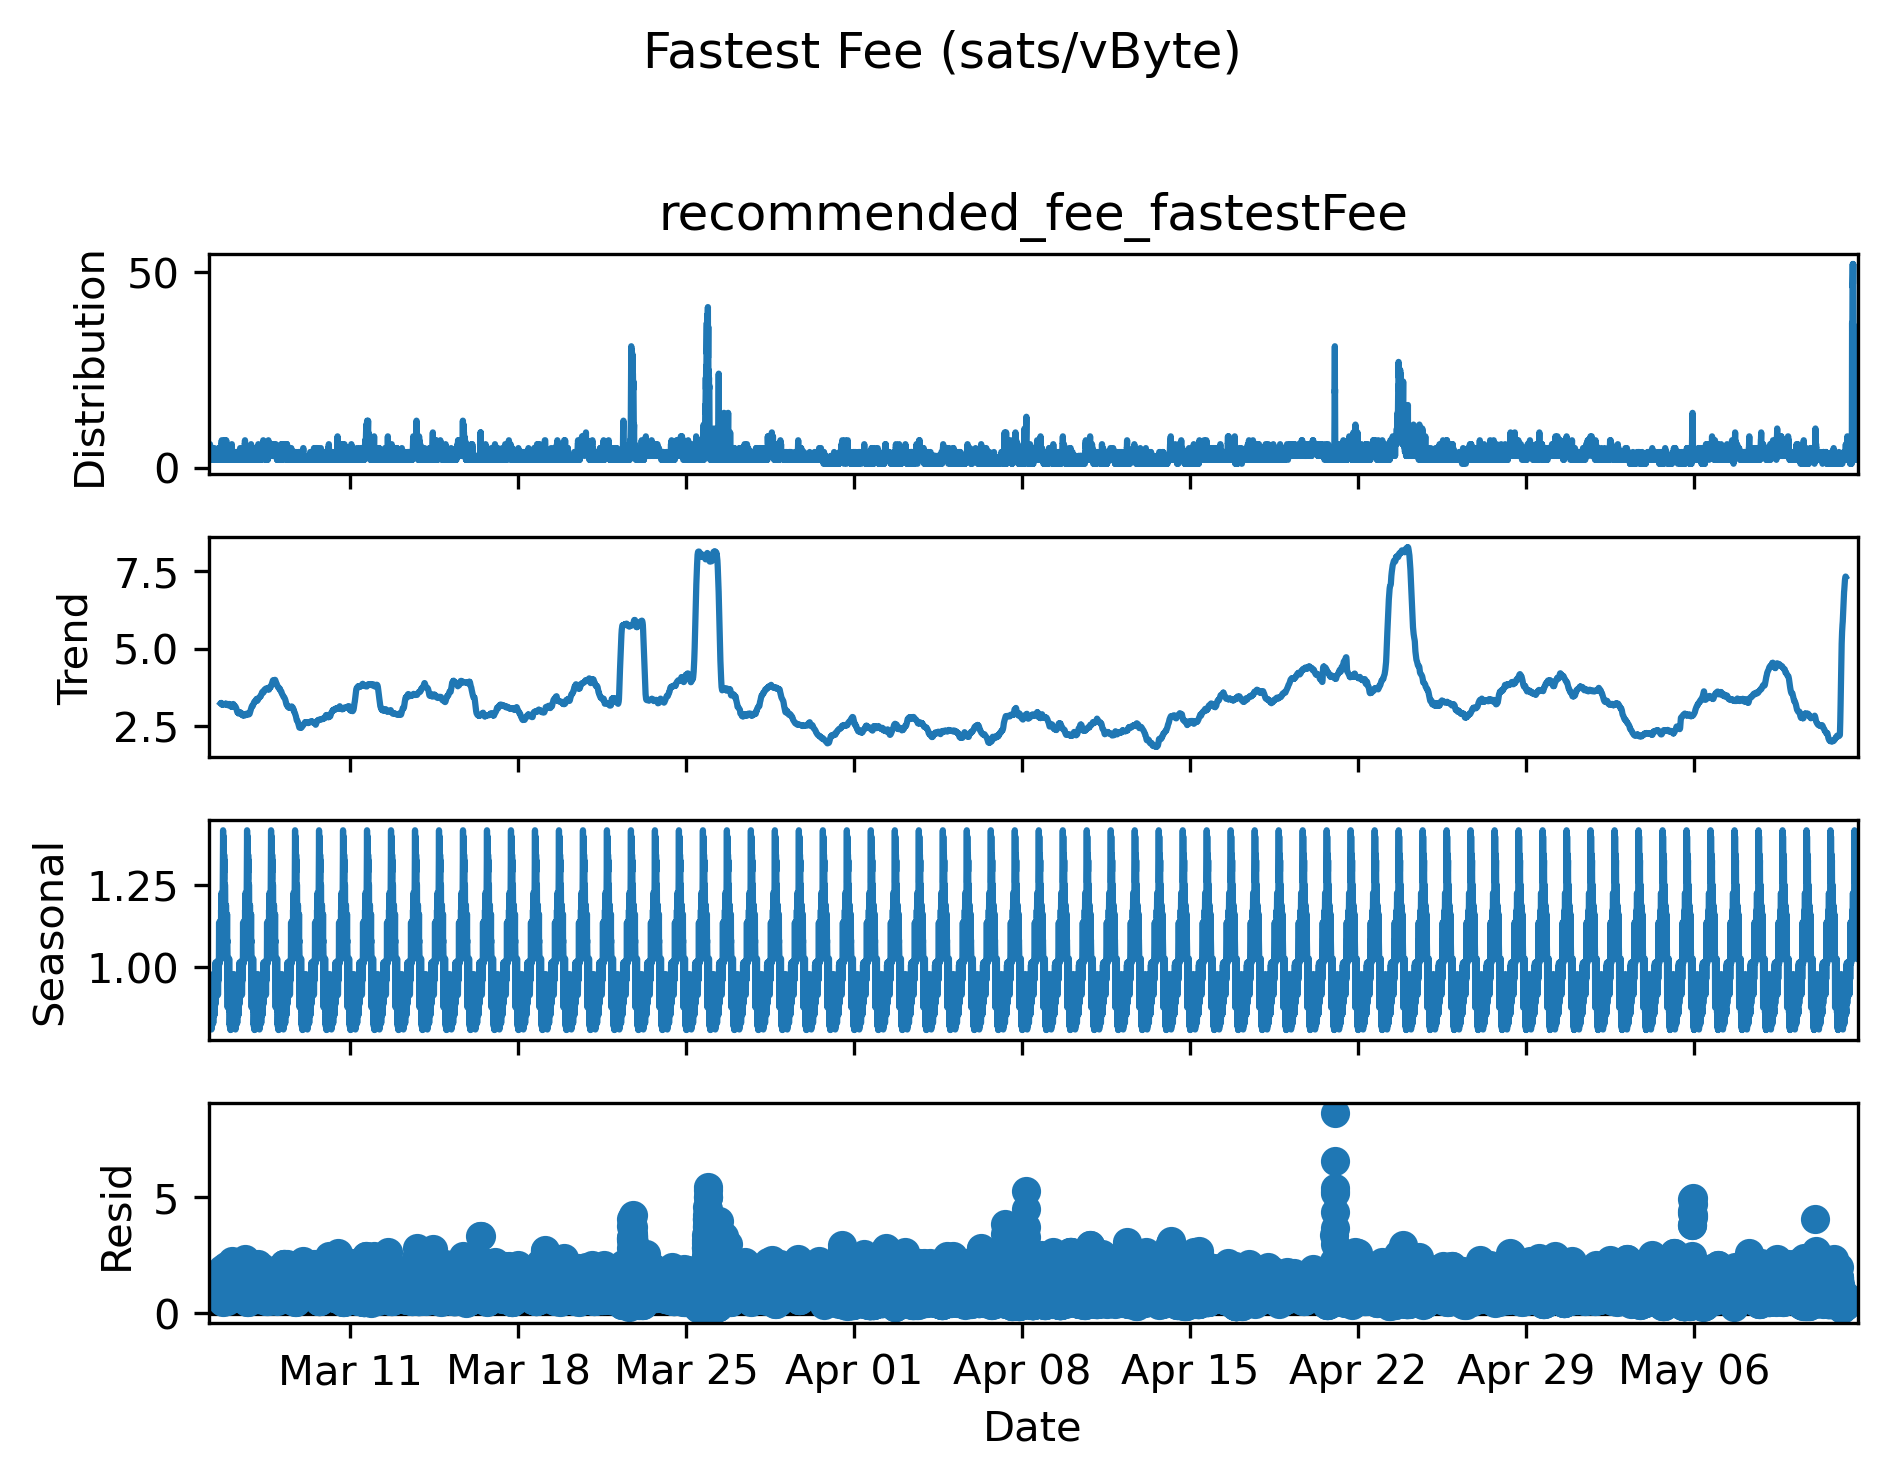 Fastest Fee (sats/vByte)
recommended_fee_fastestFee
Distribution
50
0
Trend
7.5
5.0
2.5
Seasonal
1.25
1.00
Resid
5
0
Mar 11 Mar 18 Mar 25 Apr 01 Apr 08 Apr 15 Apr 22 Apr 29 May 06
Date